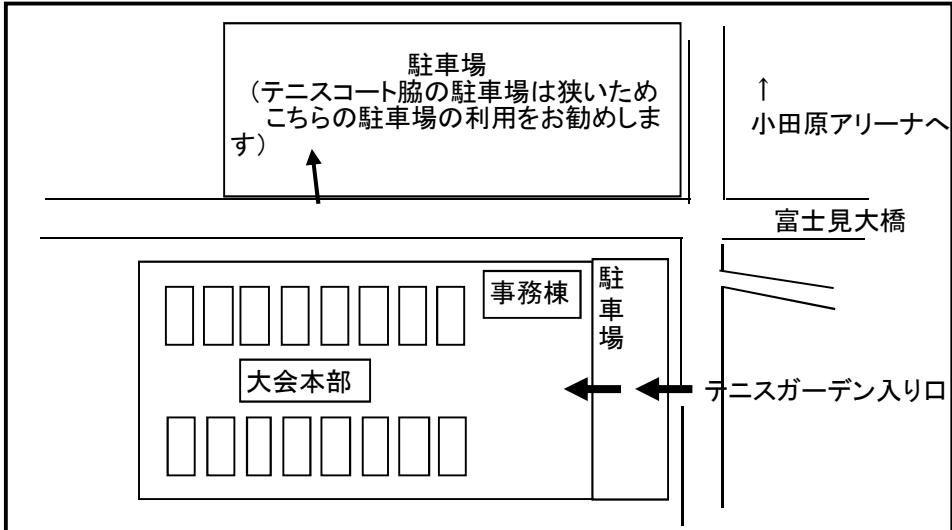 駐車場
(テニスコート脇の駐車場は狭いため
こちらの駐車場の利用をお勧めしま
す)
↑
小田原アリーナへ
富士見大橋
事務棟
駐車場
大会本部
テニスガーデン入り口